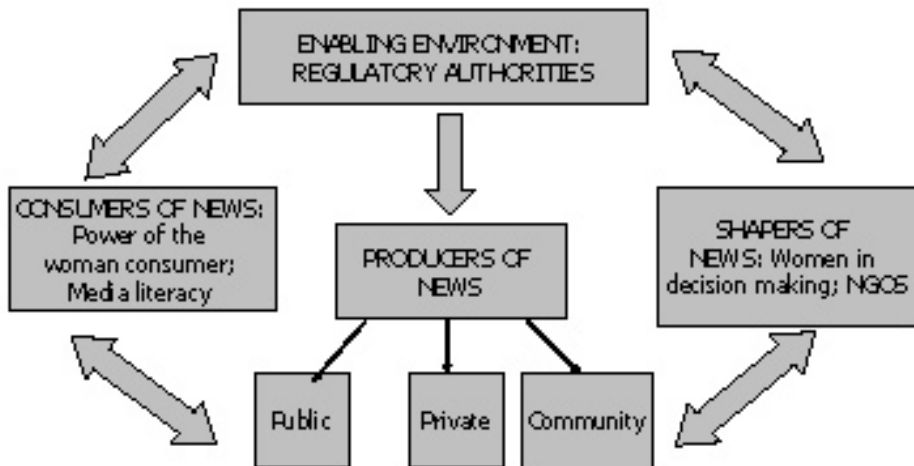 ENABLING ENVIRONMENT:
REGULATORY AUTHORITIES
CONSUMERS OF NEWS:
Power of the
woman consumer;
Media literacy
PRODUCERS OF
NEWS
SHAPERS OF
NEWS: Women in
decision making; NGOS
Public
Private
Community